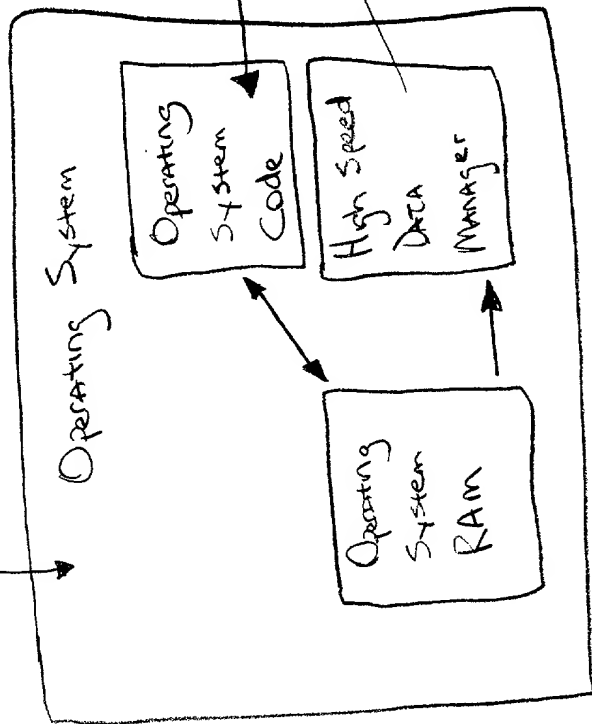 Operating System
Operating
System
Code
High Speed
DATA
MANAger
Operating
System
RAM